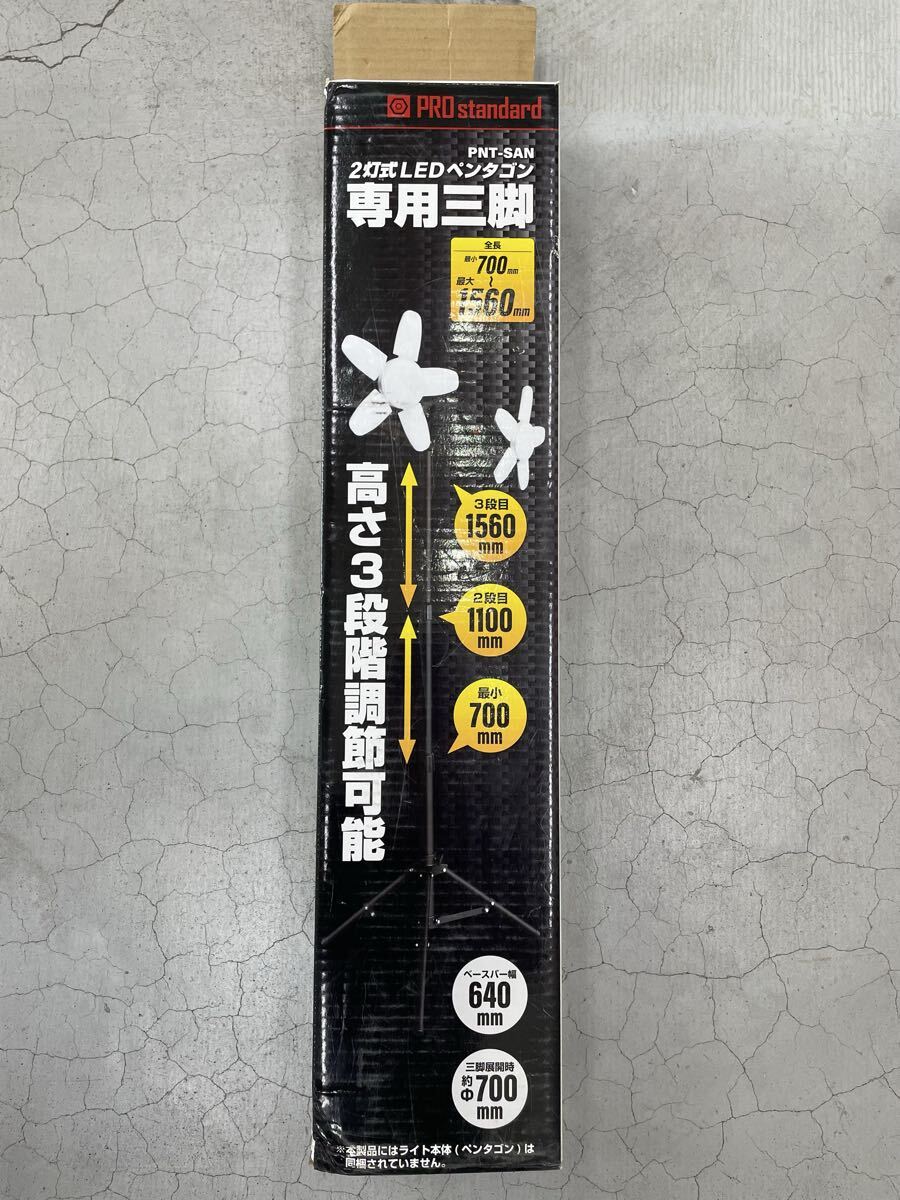 PRO standard
PNT-SAN
2灯式LEDペンタゴン
専用三脚
全長
最小700mm
〜
最大1560mm
高さ3段階調節可能
3段目
1560
mm
2段目
1100
mm
最小
700
mm
ベースバー幅
640
mm
三脚展開時
約Φ700
mm
※本製品にはライト本体(ペンタゴン)は
同梱されていません。